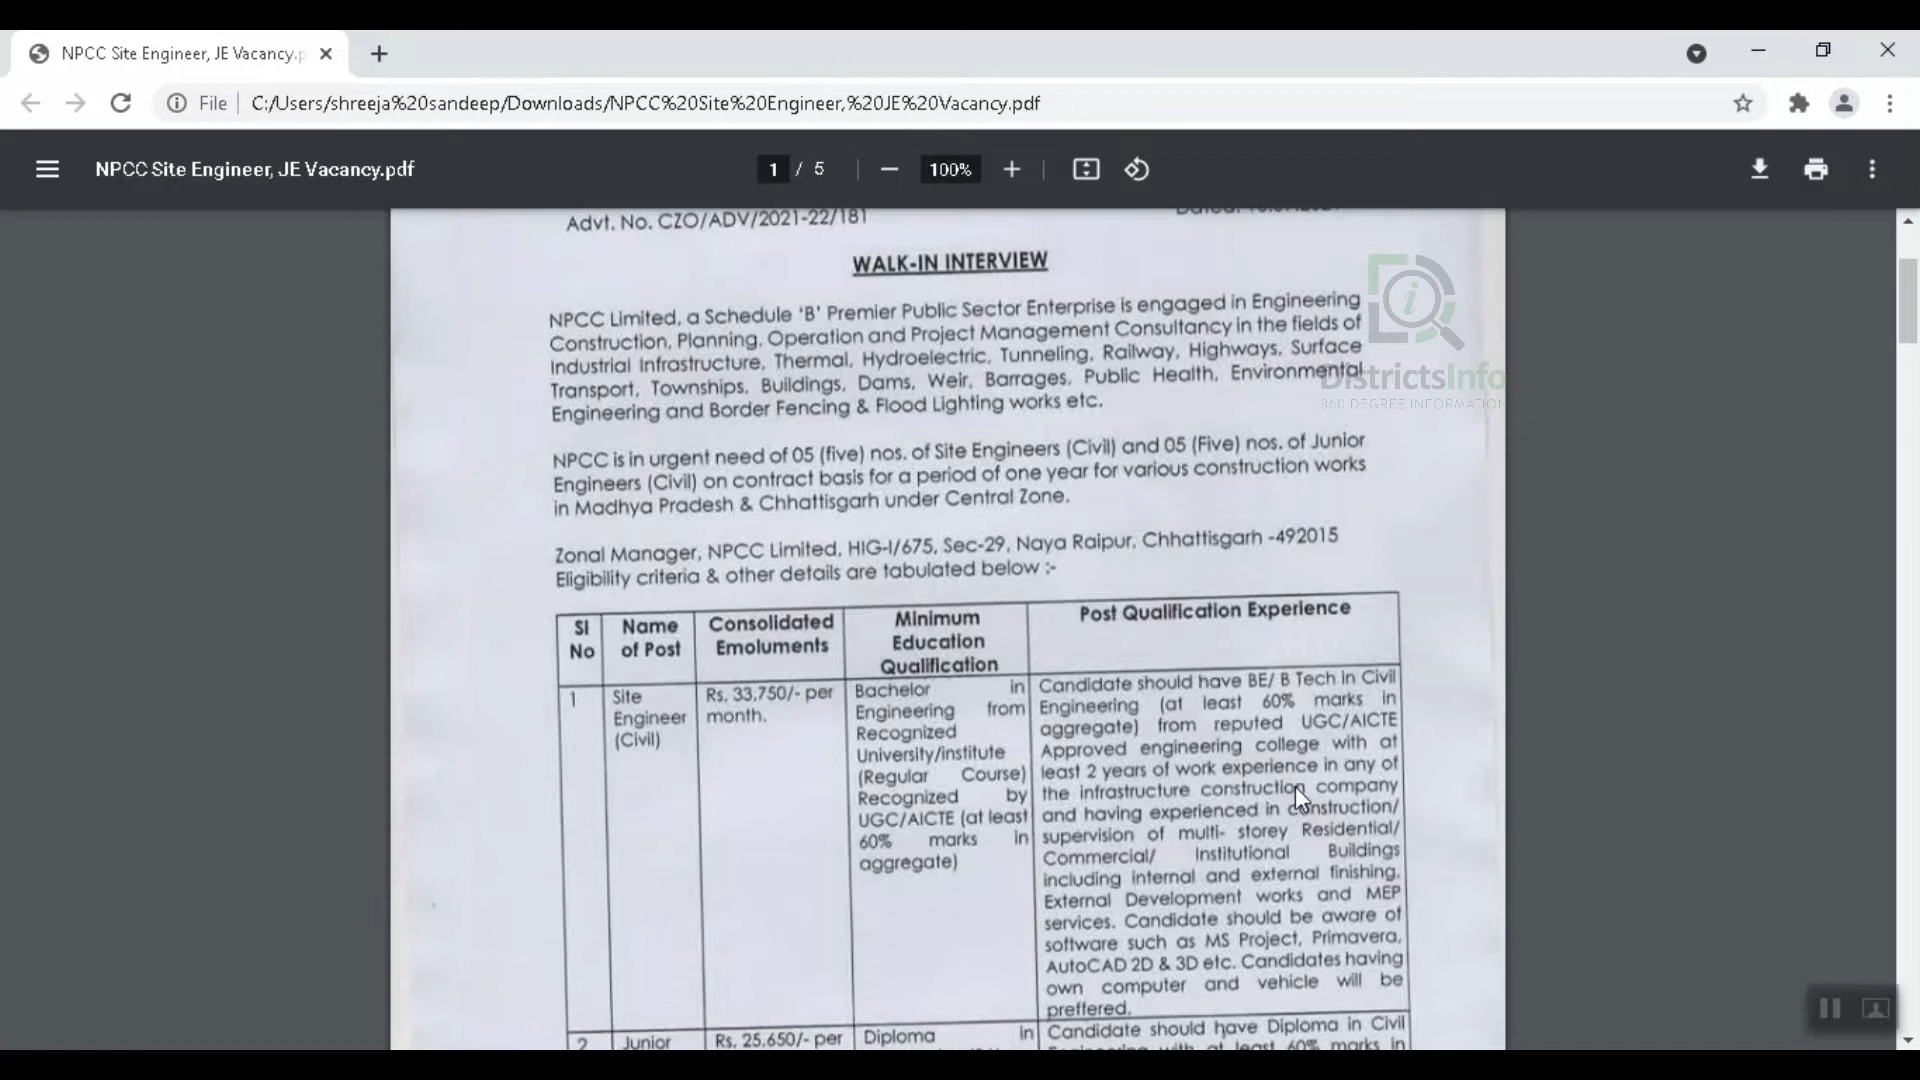 NPCC Site Engineer, JE Vacancy.p
File
C:/Users/shreeja%20sandeep/Downloads/NPCC%20Site%20Engineer,%20JE%20Vacancy.pdf
NPCC Site Engineer, JE Vacancy.pdf
1 / 5
100%
Advt. No. CZO/ADV/2021-22/181
WALK-IN INTERVIEW
NPCC Limited, a Schedule ‘B’ Premier Public Sector Enterprise is engaged in Engineering
Construction, Planning, Operation and Project Management Consultancy in the fields of
Industrial Infrastructure, Thermal, Hydroelectric, Tunneling, Railway, Highways, Surface
Transport, Townships, Buildings, Dams, Weir, Barrages, Public Health, Environmental
Engineering and Border Fencing & Flood Lighting works etc.
DistrictsInfo
360 DEGREE INFORMATION
NPCC is in urgent need of 05 (five) nos. of Site Engineers (Civil) and 05 (Five) nos. of Junior
Engineers (Civil) on contract basis for a period of one year for various construction works
in Madhya Pradesh & Chhattisgarh under Central Zone.
Zonal Manager, NPCC Limited, HIG-I/675, Sec-29, Naya Raipur, Chhattisgarh -492015
Eligibility criteria & other details are tabulated below :-
Sl
No
Name
of Post
Consolidated
Emoluments
Minimum
Education
Qualification
Post Qualification Experience
1
Site
Engineer
(Civil)
Rs. 33,750/- per
month.
Bachelor in
Engineering from
Recognized
University/institute
(Regular Course)
Recognized by
UGC/AICTE (at least
60% marks in
aggregate)
Candidate should have BE/ B Tech in Civil
Engineering (at least 60% marks in
aggregate) from reputed UGC/AICTE
Approved engineering college with at
least 2 years of work experience in any of
the infrastructure construction company
and having experienced in construction/
supervision of multi- storey Residential/
Commercial/ Institutional Buildings
including internal and external finishing,
External Development works and MEP
services. Candidate should be aware of
software such as MS Project, Primavera,
AutoCAD 2D & 3D etc. Candidates having
own computer and vehicle will be
preffered.
2
Junior
Rs. 25,650/- per
Diploma in
Candidate should have Diploma in Civil
Engineering with at least 60% marks in